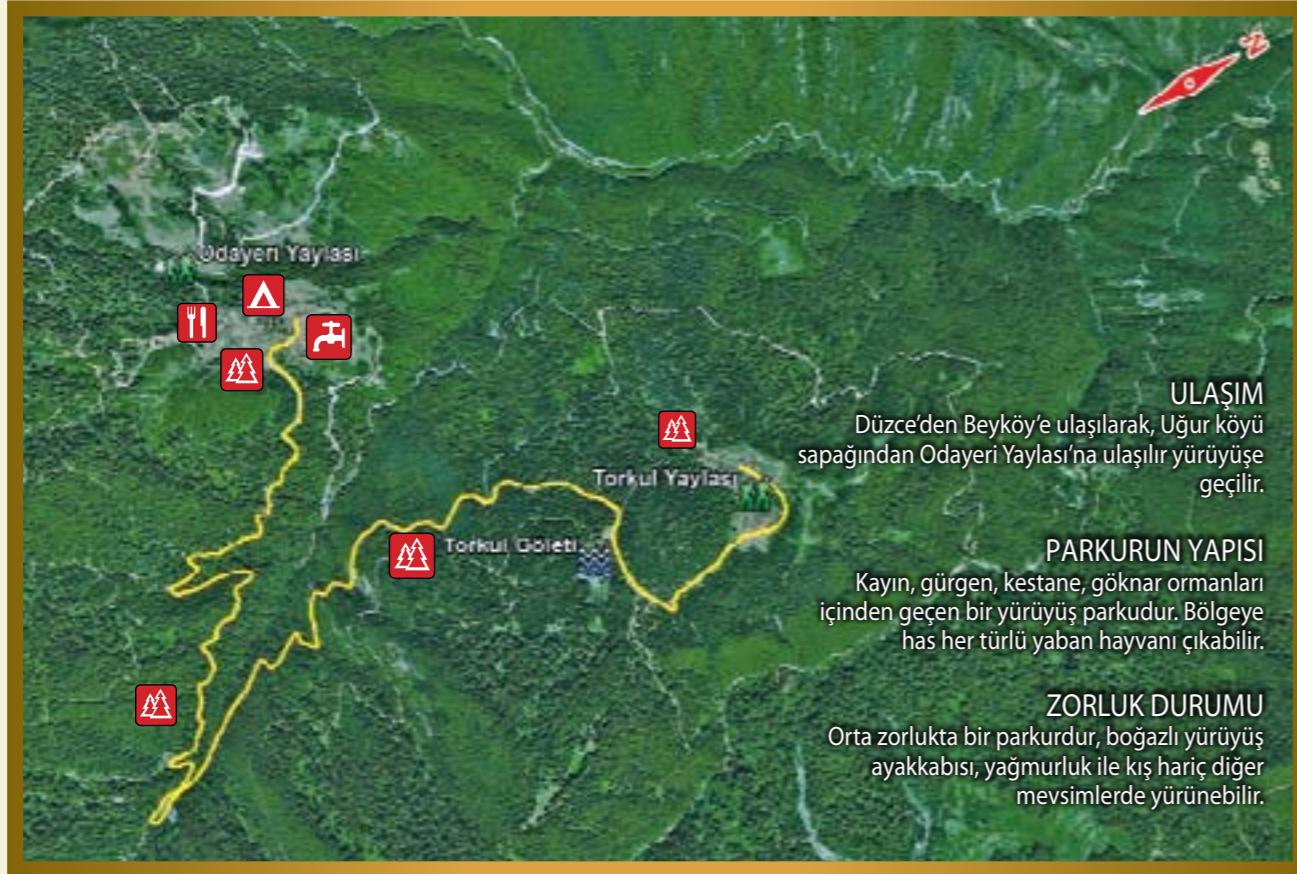 N
Odayeri Yaylası
Torkul Yaylası
Torkul Göleti
ULAŞIM
Düzce’den Beyköy’e ulaşılarak, Uğur köyü
sapağından Odayeri Yaylası’na ulaşılır yürüyüşe
geçilir.
PARKURUN YAPISI
Kayın, gürgen, kestane, göknar ormanları
içinden geçen bir yürüyüş parkudur. Bölgeye
has her türlü yaban hayvanı çıkabilir.
ZORLUK DURUMU
Orta zorlukta bir parkurdur, boğazlı yürüyüş
ayakkabısı, yağmurluk ile kış hariç diğer
mevsimlerde yürünebilir.